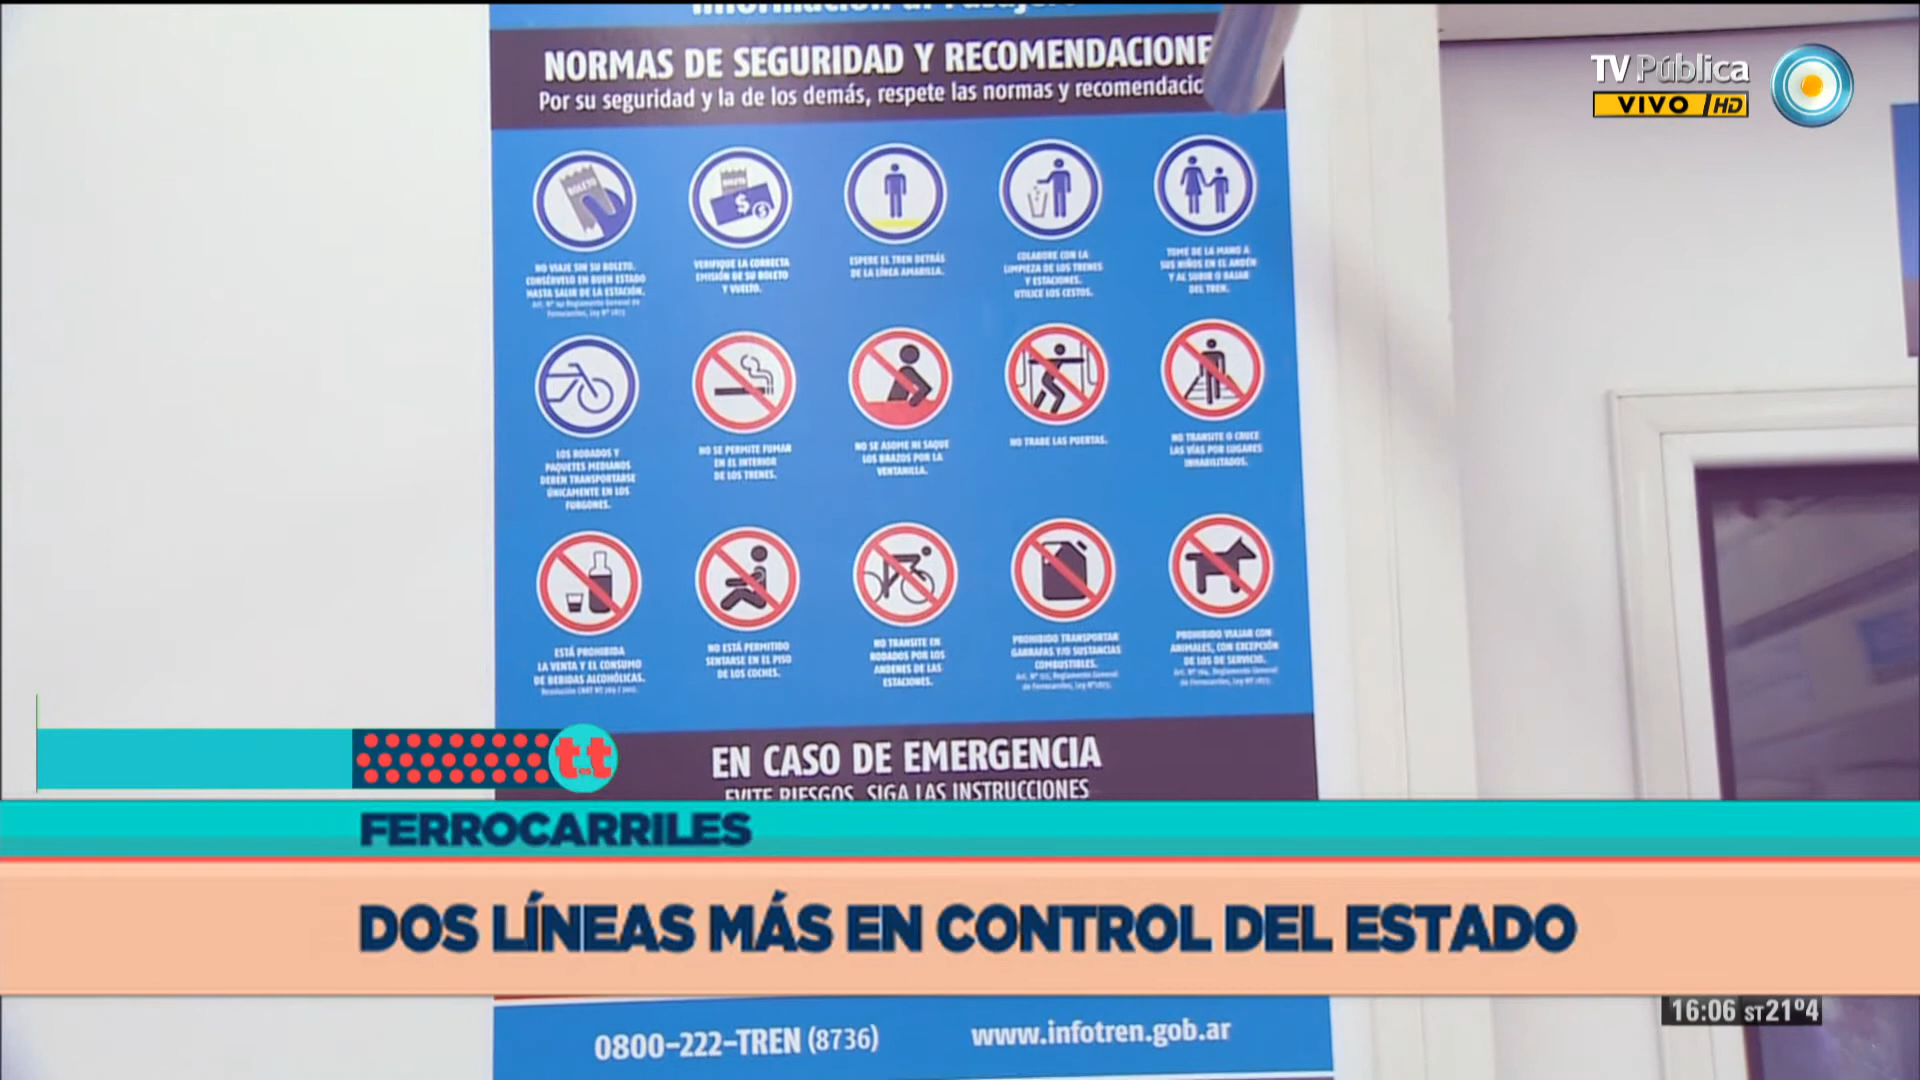 NORMAS DE SEGURIDAD Y RECOMENDACIONE
Por su seguridad y la de los demás, respete las normas y recomendacio
TV Pública
VIVO HD
BOLETO
NO VIAJE SIN SU BOLETO.
CONSÉRVELO EN BUEN ESTADO
HASTA SALIR DE LA ESTACIÓN.
VERIFIQUE LA CORRECTA
EMISIÓN DE SU BOLETO
Y VUELTO.
ESPERE EL TREN DETRÁS
DE LA LÍNEA AMARILLA.
COLABORE CON LA
LIMPIEZA DE LOS TRENES
Y ESTACIONES.
UTILICE LOS CESTOS.
TOME DE LA MANO A
SUS NIÑOS EN EL ANDÉN
Y AL SUBIR O BAJAR
DEL TREN.
LOS RODADOS Y
PAQUETES MEDIANOS
DEBEN TRANSPORTARSE
ÚNICAMENTE EN LOS
FURGONES.
NO SE PERMITE FUMAR
EN EL INTERIOR
DE LOS TRENES.
NO SE ASOME NI SAQUE
LOS BRAZOS POR LA
VENTANILLA.
NO TRABE LAS PUERTAS.
NO TRANSITE O CRUCE
LAS VÍAS POR LUGARES
INHABILITADOS.
ESTÁ PROHIBIDA
LA VENTA Y EL CONSUMO
DE BEBIDAS ALCOHÓLICAS.
NO ESTÁ PERMITIDO
SENTARSE EN EL PISO
DE LOS COCHES.
NO TRANSITE EN
RODADOS POR LOS
ANDENES DE LAS
ESTACIONES.
PROHIBIDO TRANSPORTAR
GARRAFAS Y/O SUSTANCIAS
COMBUSTIBLES.
PROHIBIDO VIAJAR CON
ANIMALES, CON EXCEPCIÓN
DE LOS DE SERVICIO.
EN CASO DE EMERGENCIA
EVITE RIESGOS, SIGA LAS INSTRUCCIONES
t.t
FERROCARRILES
DOS LÍNEAS MÁS EN CONTROL DEL ESTADO
0800-222-TREN (8736)
www.infotren.gob.ar
16:06 ST 21º4